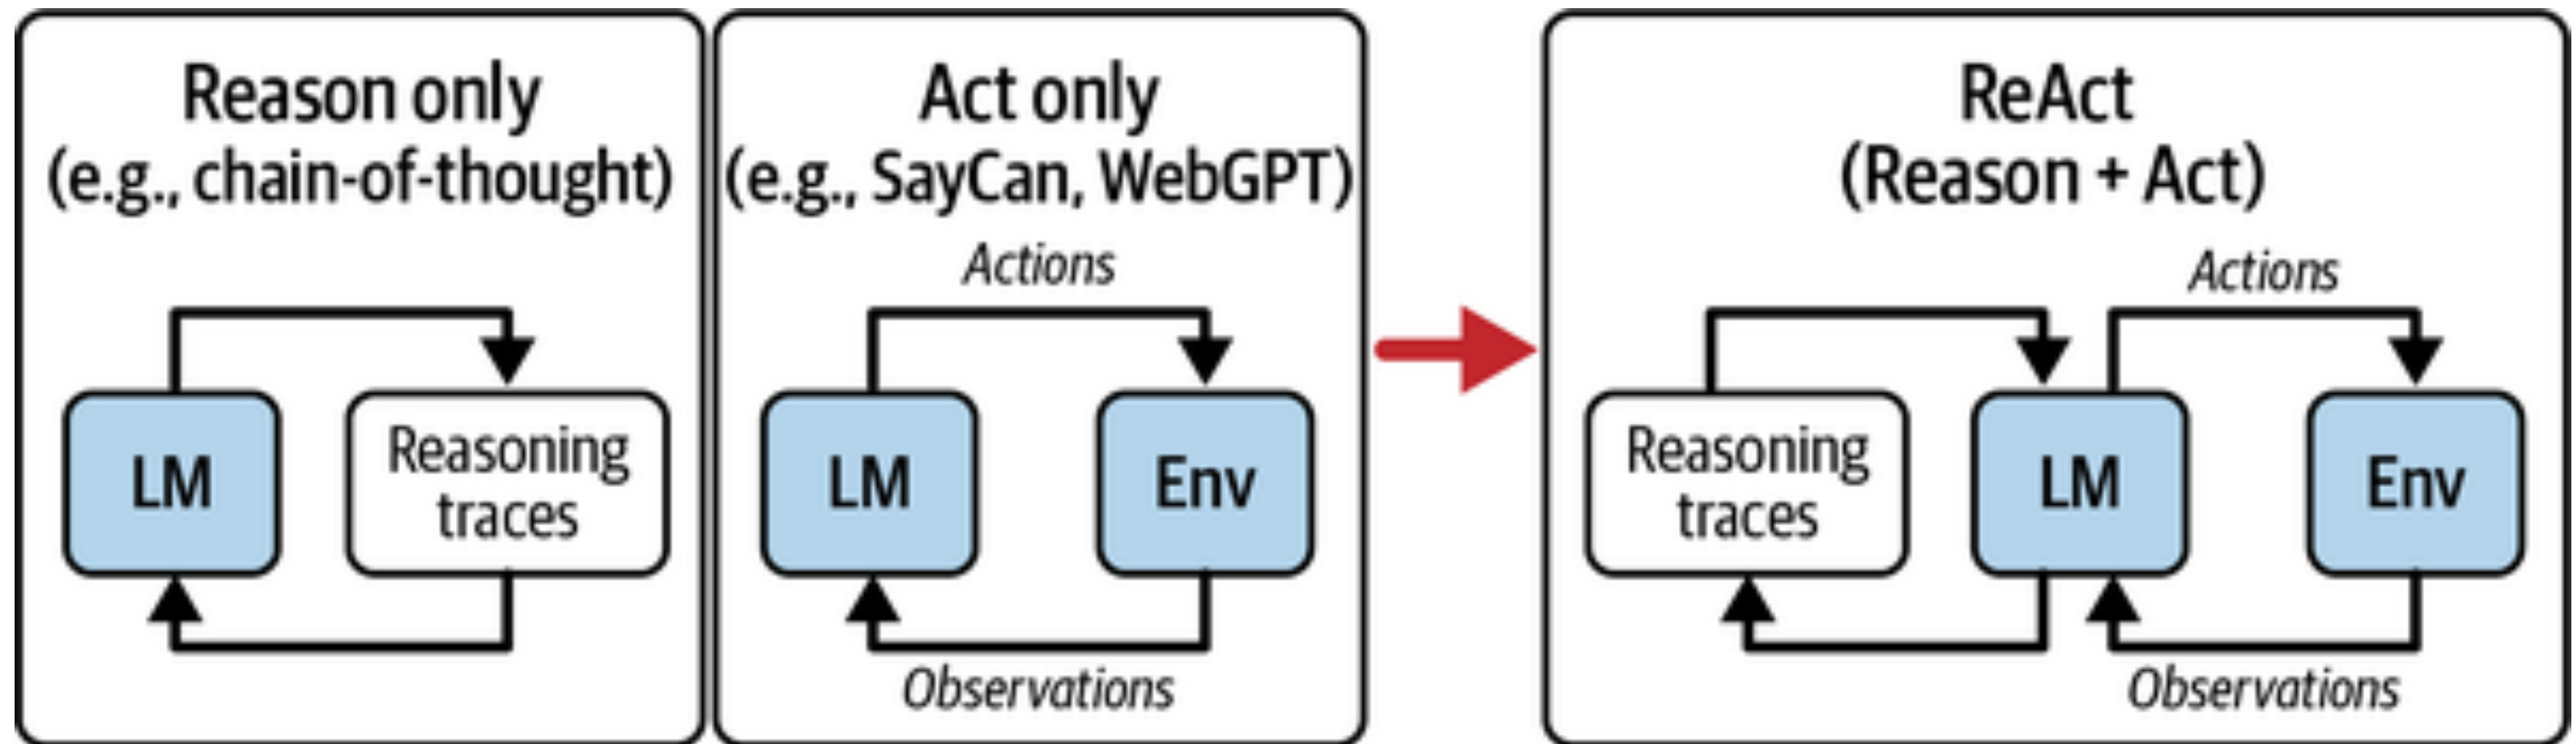 Reason only
(e.g., chain-of-thought)
LM
Reasoning
traces
Act only
(e.g., SayCan, WebGPT)
Actions
LM
Env
Observations
ReAct
(Reason + Act)
Actions
Reasoning
traces
LM
Env
Observations